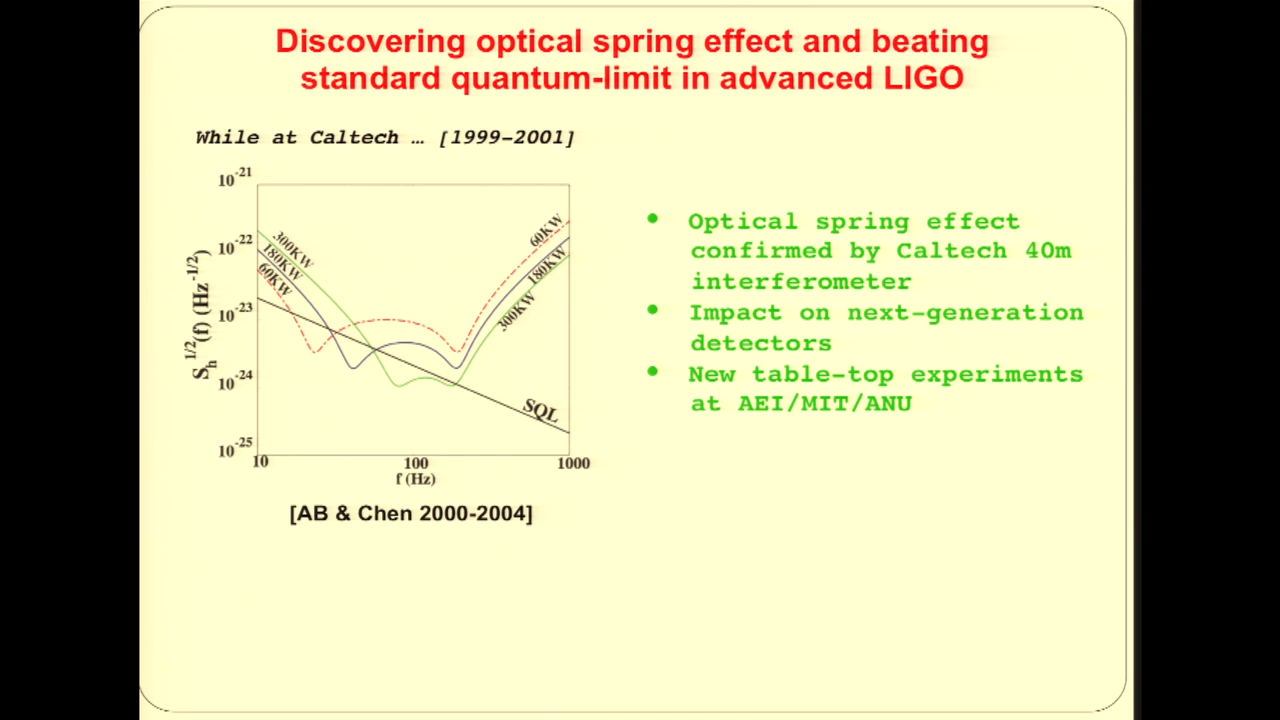 Discovering optical spring effect and beating
standard quantum-limit in advanced LIGO
While at Caltech … [1999-2001]
10-21
10-22
10-23
10-24
10-25
Sh1/2(f) (Hz-1/2)
300KW
180KW
60KW
60KW
180KW
300KW
SQL
10
100
1000
f (Hz)
[AB & Chen 2000-2004]
• Optical spring effect
confirmed by Caltech 40m
interferometer
• Impact on next-generation
detectors
• New table-top experiments
at AEI/MIT/ANU